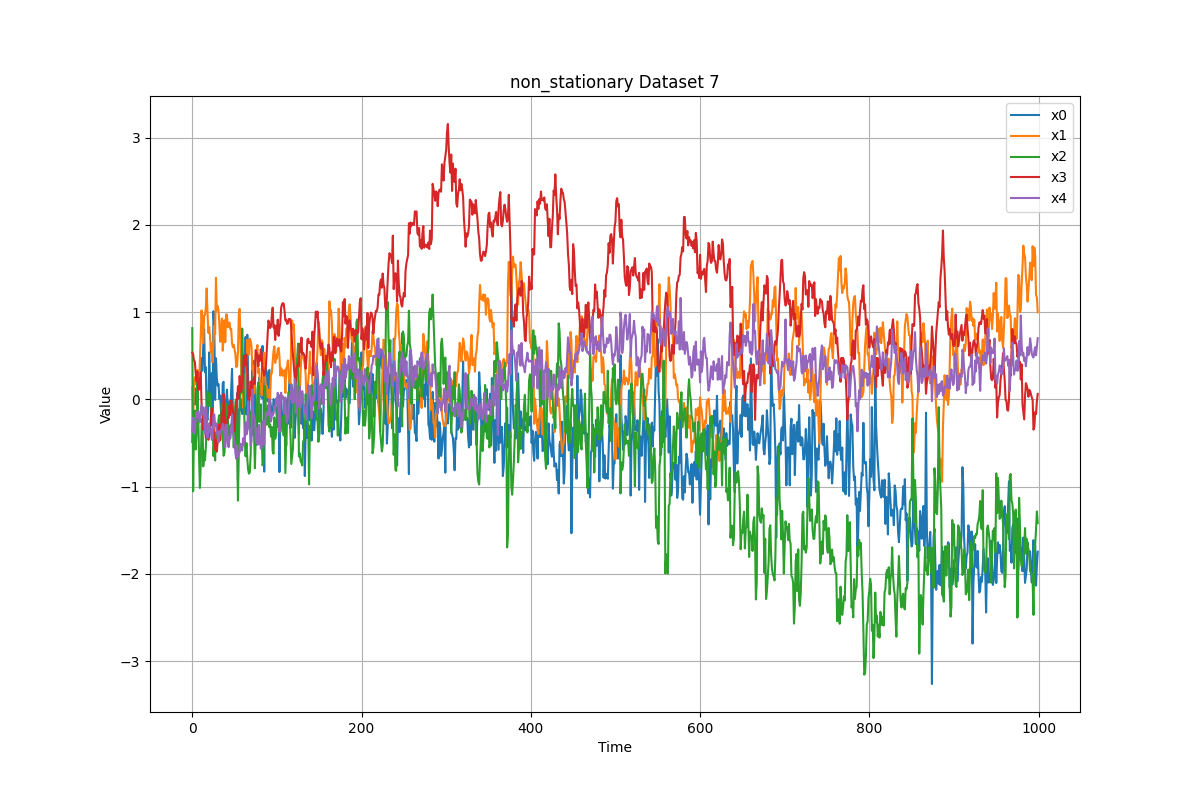 non_stationary Dataset 7
x0
x1
x2
x3
x4
3
2
1
0
−1
−2
−3
Value
0 200 400 600 800 1000
Time